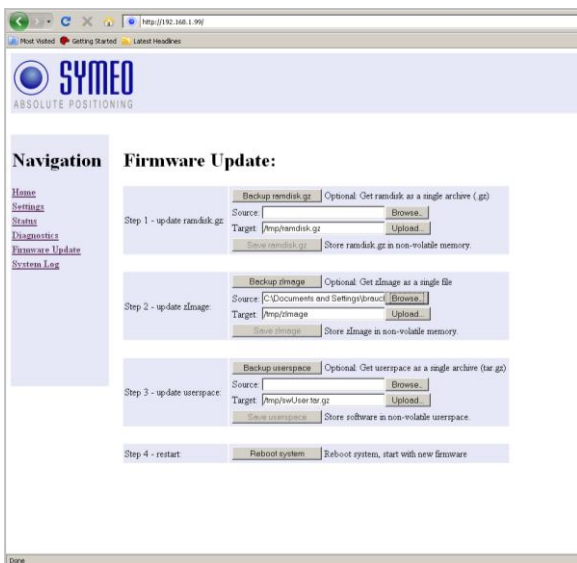 http://192.168.1.99/
Most Visited Getting Started Latest Headlines
SYMEO
ABSOLUTE POSITIONING
Navigation
Home
Settings
Status
Diagnostics
Firmware Update
System Log
Firmware Update:
Step 1 - update ramdisk.gz:
Backup ramdisk.gz Optional: Get ramdisk as a single archive (.gz)
Source: Browse...
Target: /tmp/ramdisk.gz Upload...
Save ramdisk.gz Store ramdisk.gz in non-volatile memory.
Step 2 - update zImage:
Backup zImage Optional: Get zImage as a single file
Source: C:\Documents and Settings\braucl Browse...
Target: /tmp/zImage Upload...
Save zImage Store zImage in non-volatile memory.
Step 3 - update userspace:
Backup userspace Optional: Get userspace as a single archive (tar.gz)
Source: Browse...
Target: /tmp/swUser.tar.gz Upload...
Save userspace Store software in non-volatile userspace.
Step 4 - restart: Reboot system Reboot system, start with new firmware
Done